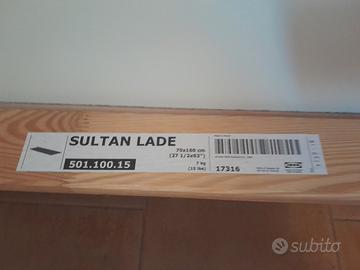 SULTAN LADE
70x160 cm
(27 1/2x63")
7 kg
(15 lbs)
501.100.15
17316
IKEA
subito